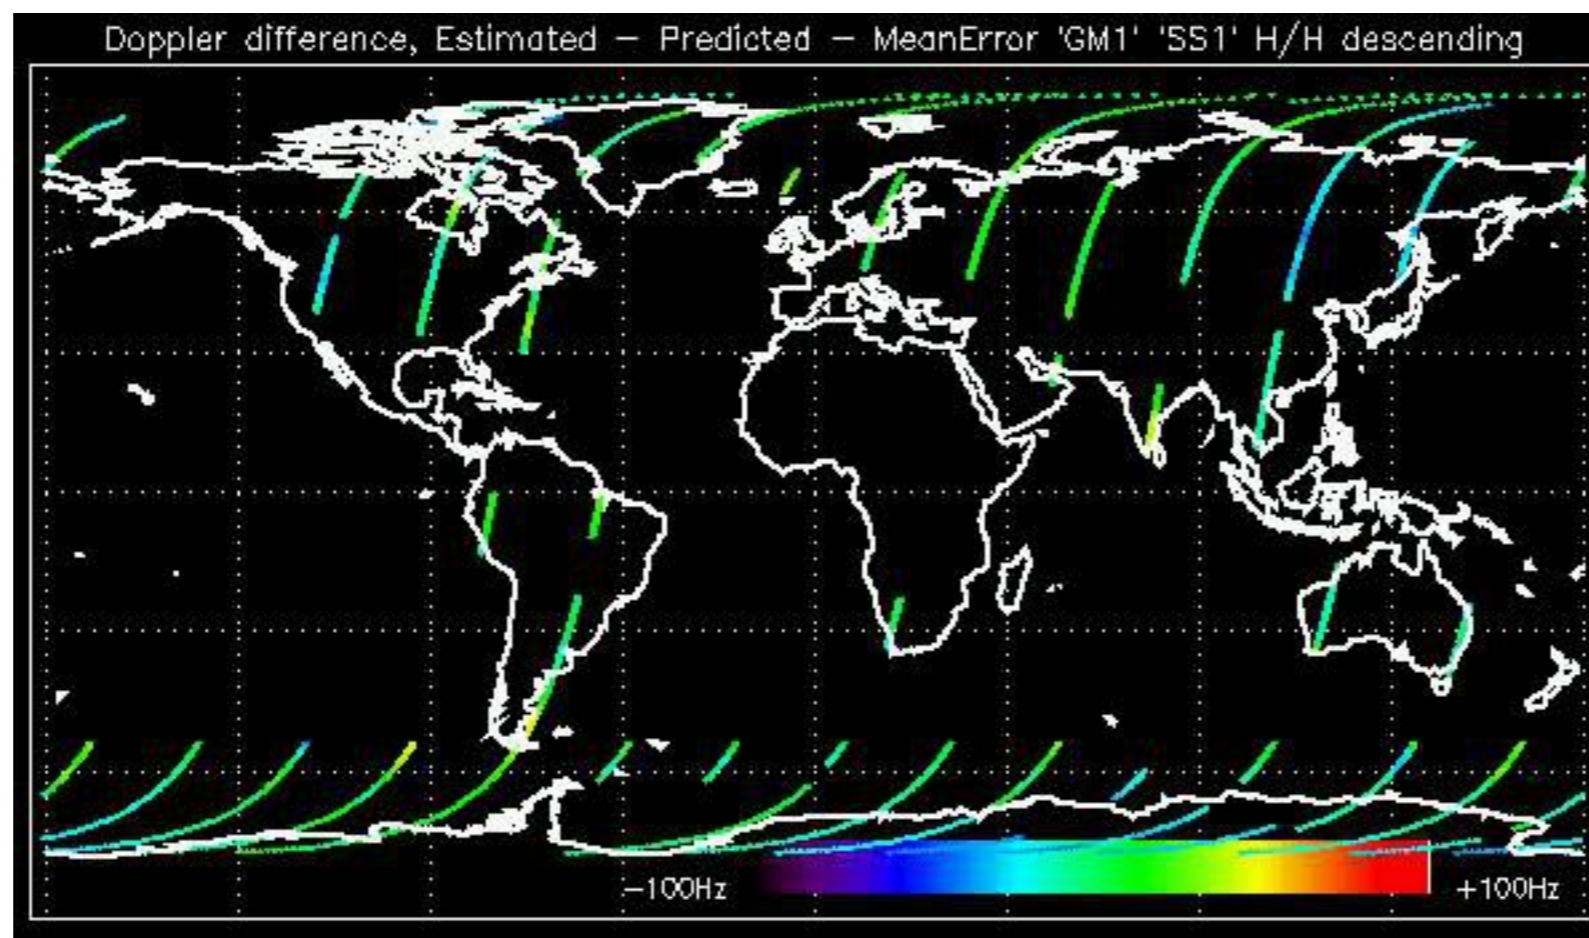 Doppler difference, Estimated − Predicted − MeanError 'GM1' 'SS1' H/H descending
−100Hz +100Hz